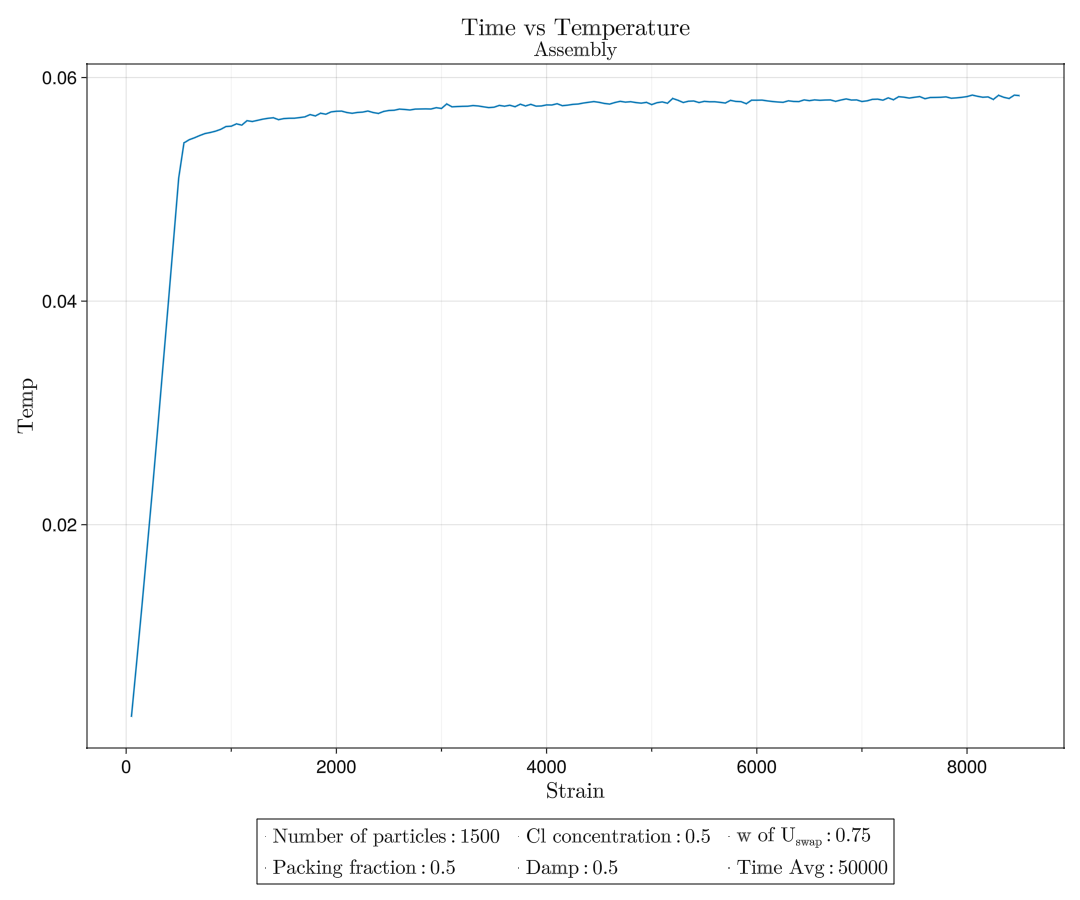 Time vs Temperature
Assembly
0.06
0.04
0.02
Temp
0 2000 4000 6000 8000
Strain
Number of particles : 1500 Cl concentration : 0.5 w of U_swap : 0.75
Packing fraction : 0.5 Damp : 0.5 Time Avg : 50000